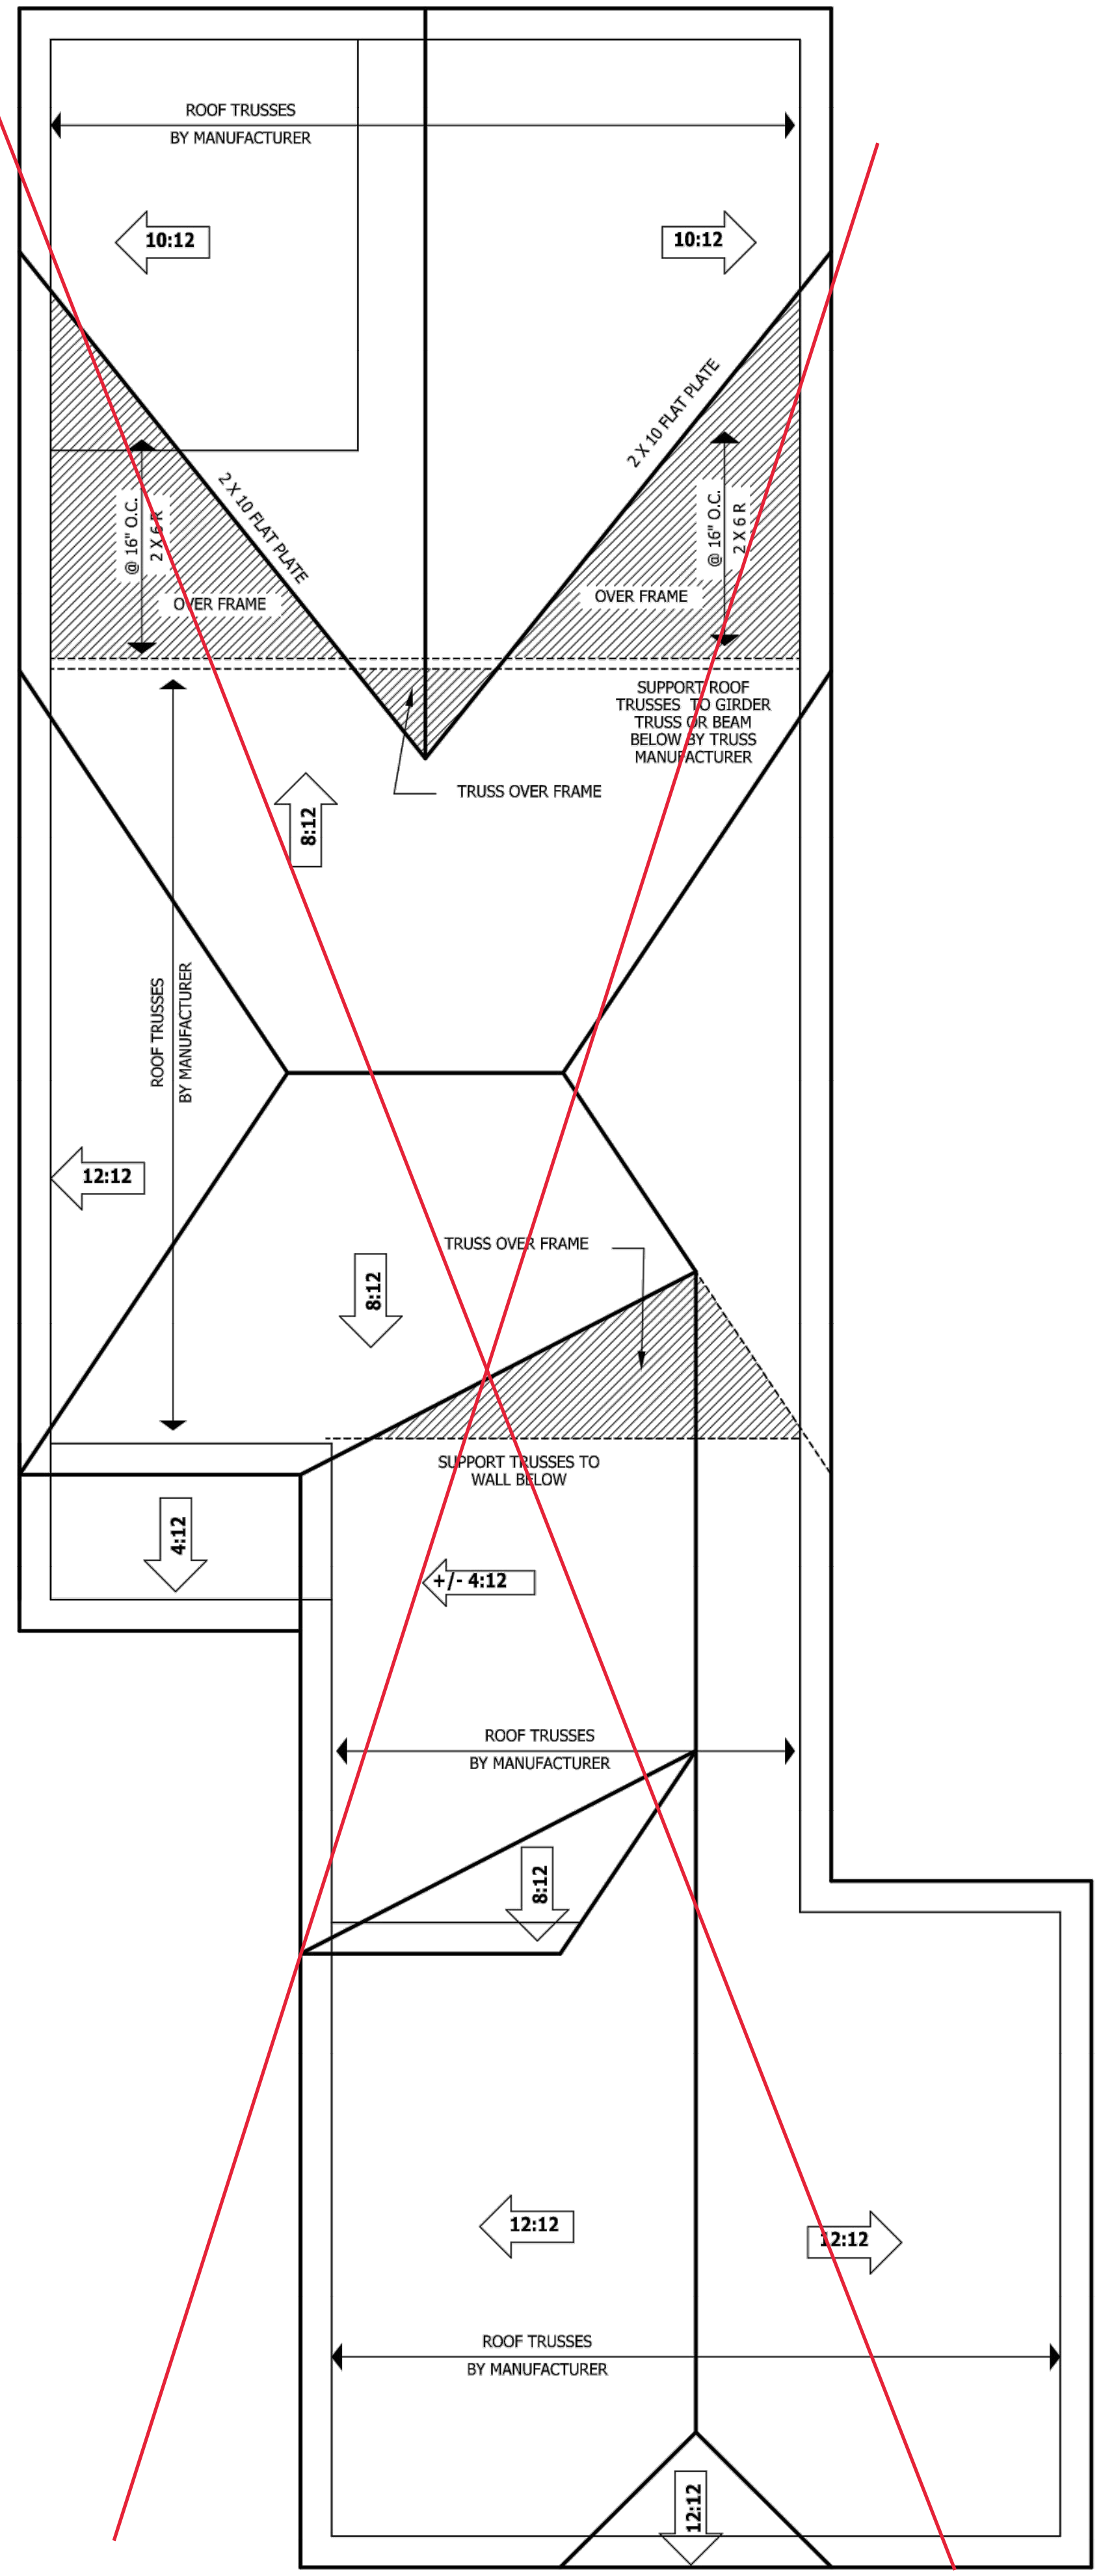 ROOF TRUSSES
BY MANUFACTURER
10:12
10:12
2 X 10 FLAT PLATE
2 X 10 FLAT PLATE
@ 16" O.C.
2 X 6 R
@ 16" O.C.
2 X 6 R
OVER FRAME
OVER FRAME
SUPPORT ROOF
TRUSSES TO GIRDER
TRUSS OR BEAM
BELOW BY TRUSS
MANUFACTURER
TRUSS OVER FRAME
8:12
ROOF TRUSSES
BY MANUFACTURER
12:12
TRUSS OVER FRAME
8:12
SUPPORT TRUSSES TO
WALL BELOW
4:12
+/- 4:12
ROOF TRUSSES
BY MANUFACTURER
8:12
12:12
12:12
ROOF TRUSSES
BY MANUFACTURER
12:12